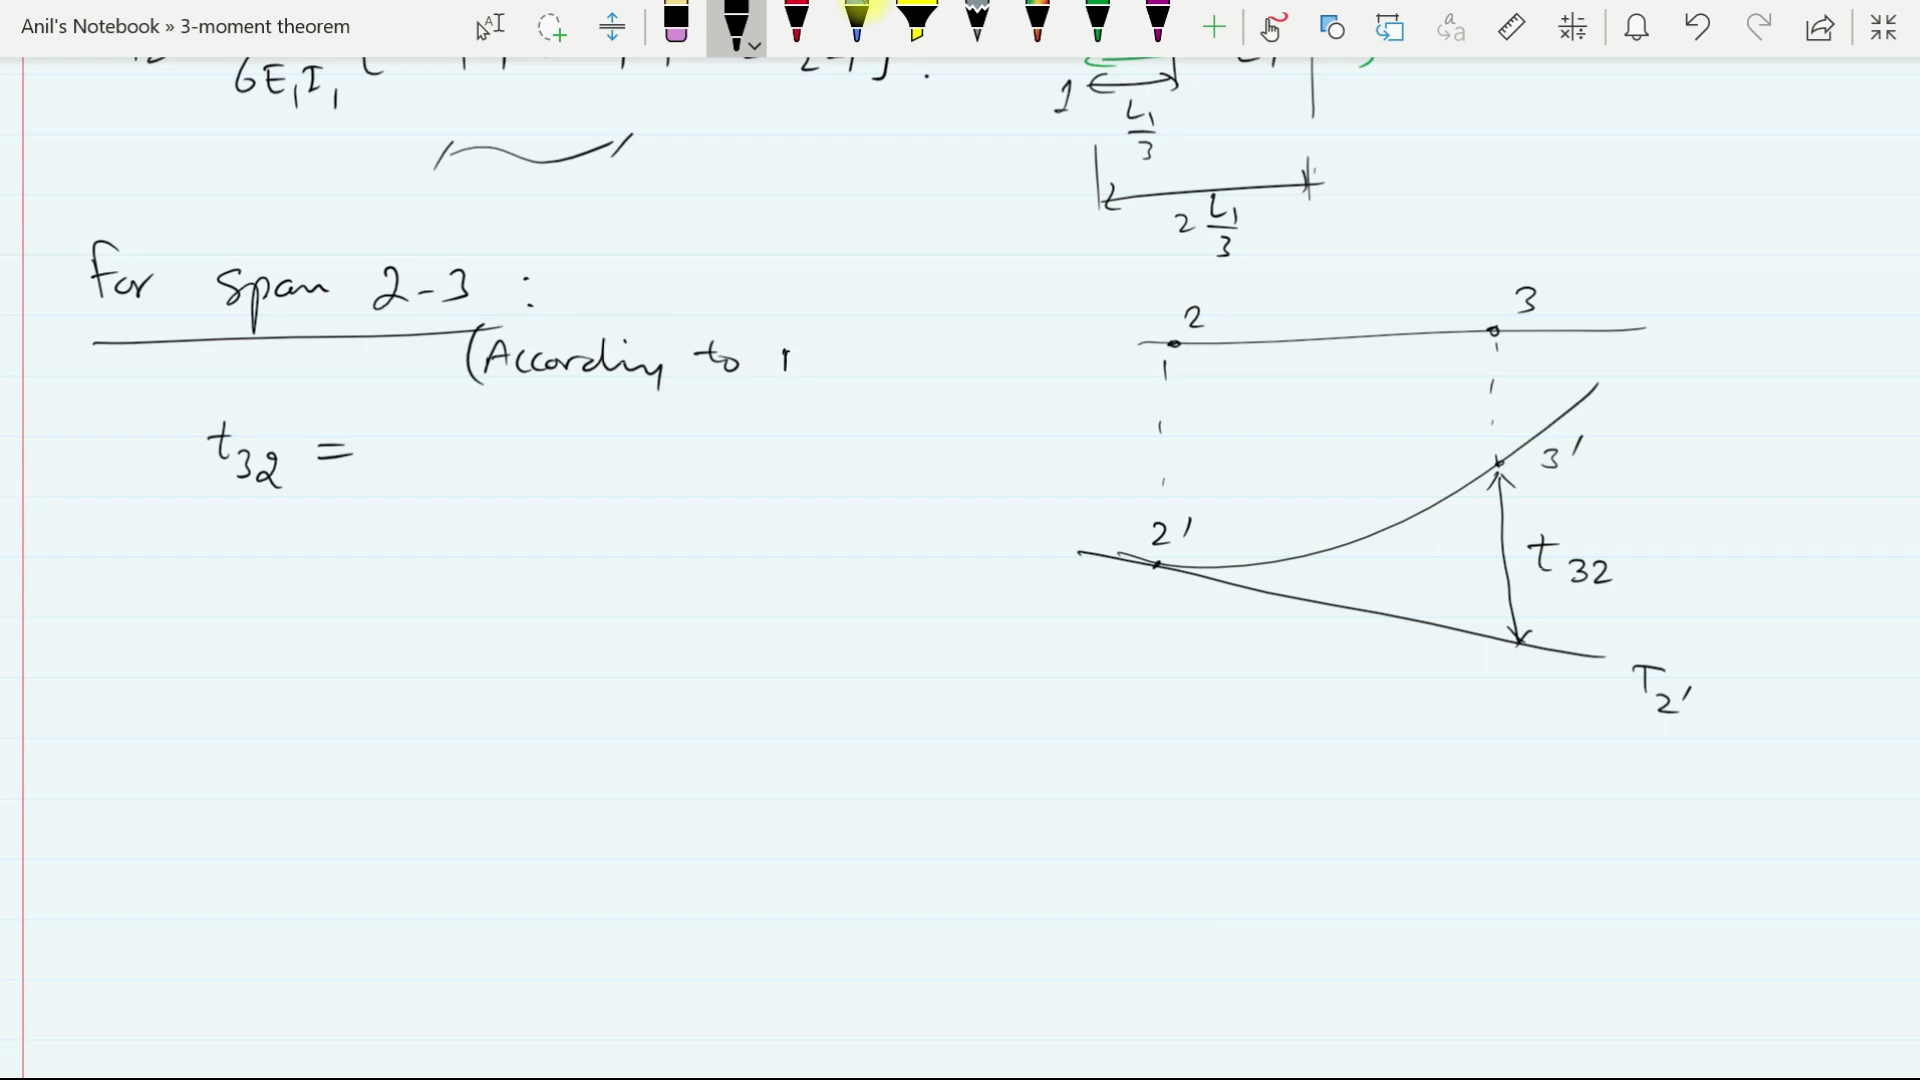 Anil's Notebook » 3-moment theorem
6E₁I₁
1
L₁/3
2 L₁/3
For span 2-3 :
(According to
t₃₂ =
2
3
3'
2'
t₃₂
T₂'